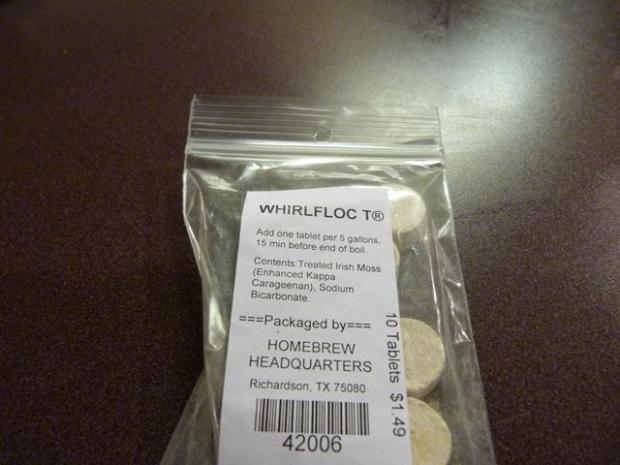 WHIRLFLOC T®
Add one tablet per 5 gallons,
15 min before end of boil.
Contents:Treated Irish Moss
(Enhanced Kappa
Carageenan), Sodium
Bicarbonate.
===Packaged by===
HOMEBREW
HEADQUARTERS
Richardson, TX 75080
42006
10 Tablets $1.49